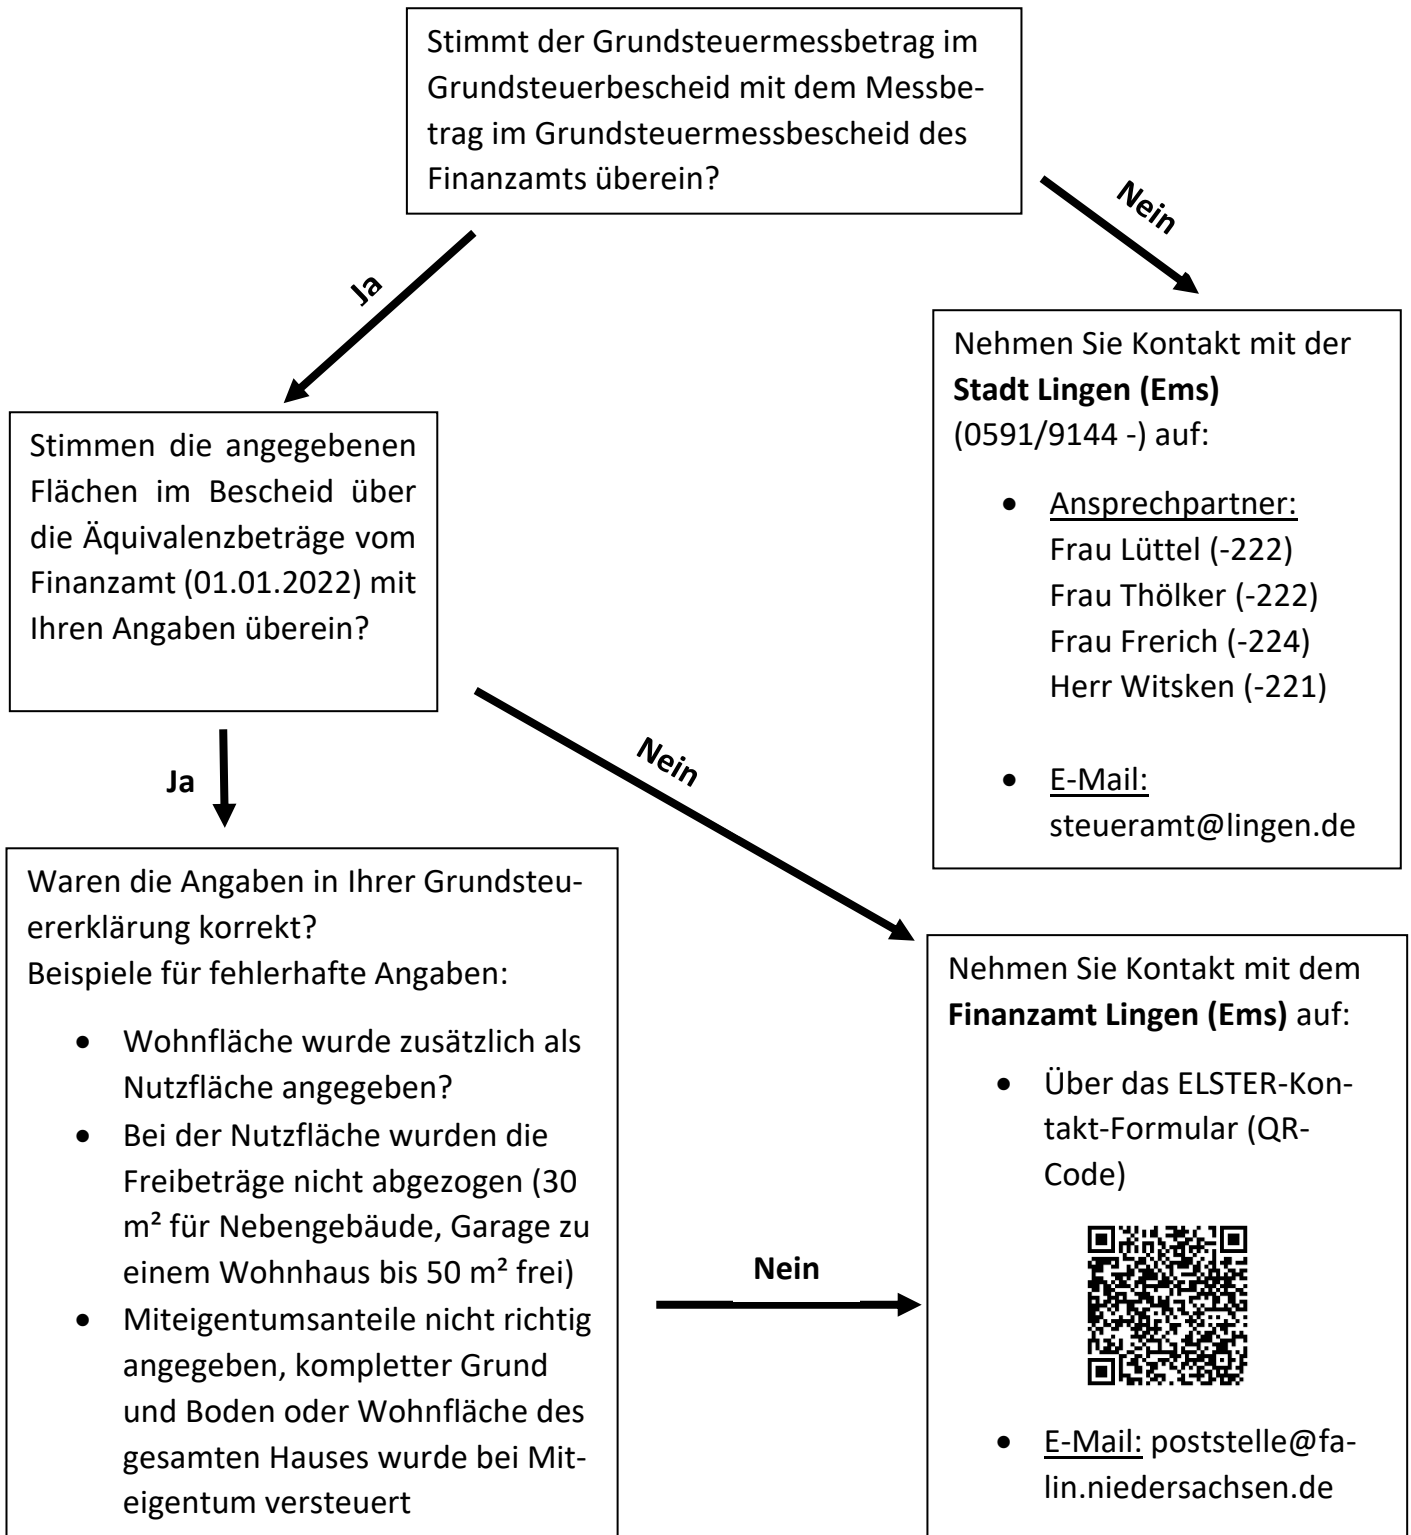 Stimmt der Grundsteuermessbetrag im
Grundsteuerbescheid mit dem Messbe-
trag im Grundsteuermessbescheid des
Finanzamts überein?
Nein
Ja
Nehmen Sie Kontakt mit der
Stadt Lingen (Ems)
(0591/9144 -) auf:
• Ansprechpartner:
Frau Lüttel (-222)
Frau Thölker (-222)
Frau Frerich (-224)
Herr Witsken (-221)
• E-Mail:
steueramt@lingen.de
Stimmen die angegebenen
Flächen im Bescheid über
die Äquivalenzbeträge vom
Finanzamt (01.01.2022) mit
Ihren Angaben überein?
Nein
Ja
Waren die Angaben in Ihrer Grundsteu-
ererklärung korrekt?
Beispiele für fehlerhafte Angaben:
• Wohnfläche wurde zusätzlich als
Nutzfläche angegeben?
• Bei der Nutzfläche wurden die
Freibeträge nicht abgezogen (30
m² für Nebengebäude, Garage zu
einem Wohnhaus bis 50 m² frei)
• Miteigentumsanteile nicht richtig
angegeben, kompletter Grund
und Boden oder Wohnfläche des
gesamten Hauses wurde bei Mit-
eigentum versteuert
Nein
Nehmen Sie Kontakt mit dem
Finanzamt Lingen (Ems) auf:
• Über das ELSTER-Kon-
takt-Formular (QR-
Code)
• E-Mail: poststelle@fa-
lin.niedersachsen.de